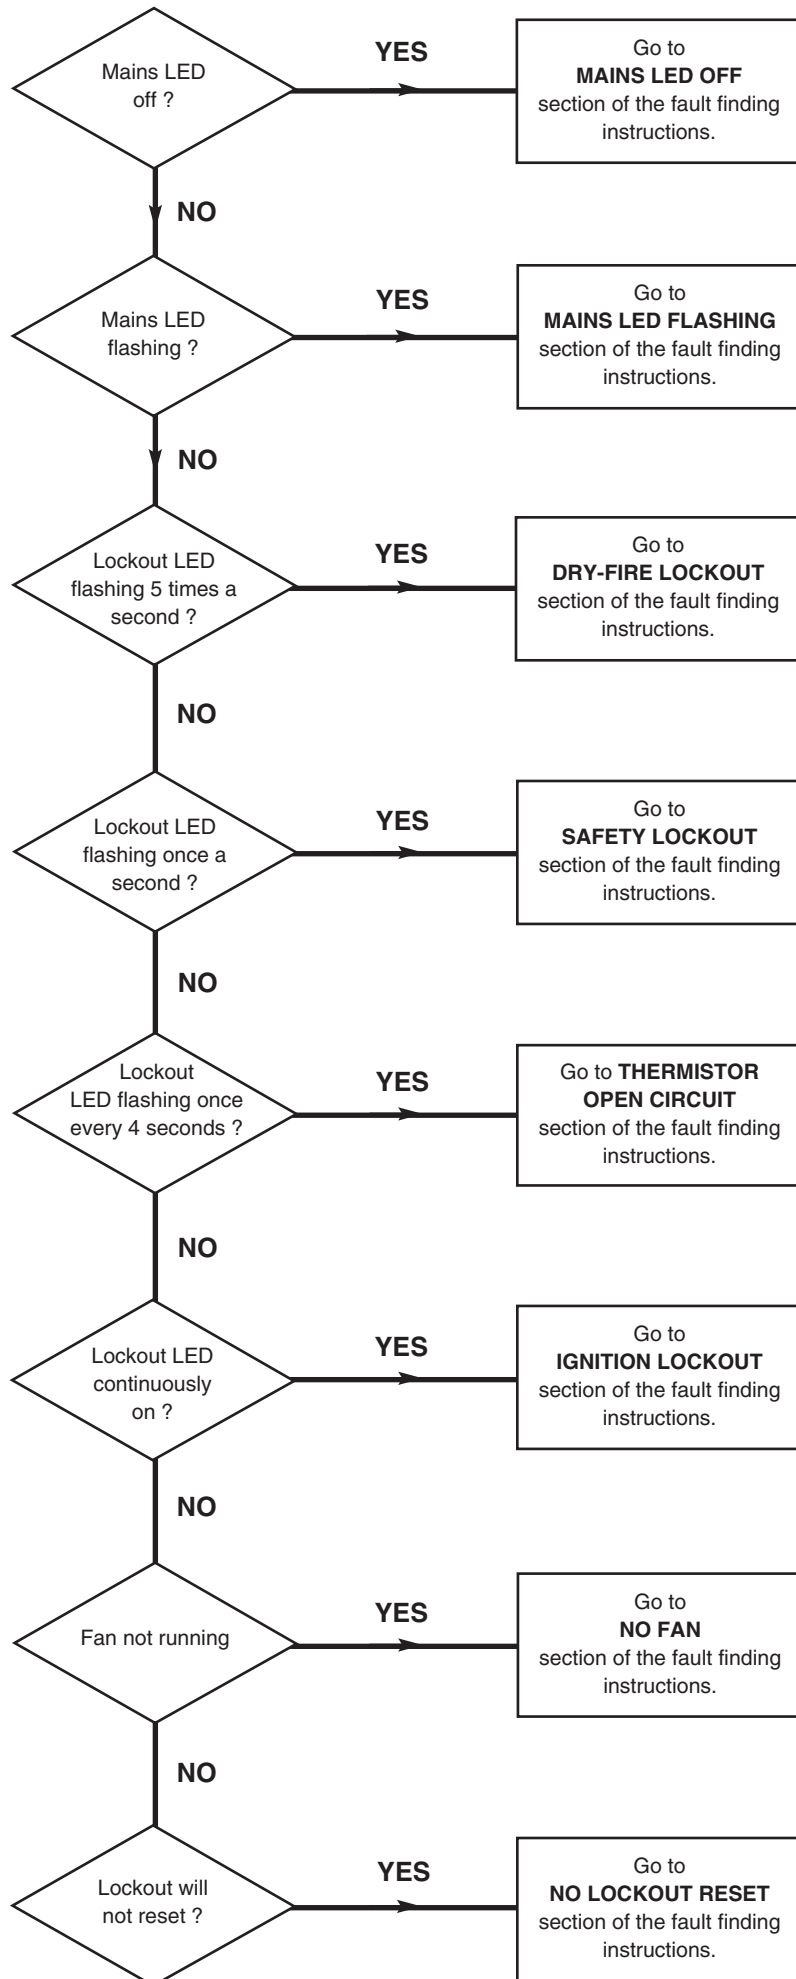 Mains LED
off ?
YES
Go to
MAINS LED OFF
section of the fault finding
instructions.
NO
Mains LED
flashing ?
YES
Go to
MAINS LED FLASHING
section of the fault finding
instructions.
NO
Lockout LED
flashing 5 times a
second ?
YES
Go to
DRY-FIRE LOCKOUT
section of the fault finding
instructions.
NO
Lockout LED
flashing once a
second ?
YES
Go to
SAFETY LOCKOUT
section of the fault finding
instructions.
NO
Lockout
LED flashing once
every 4 seconds ?
YES
Go to THERMISTOR
OPEN CIRCUIT
section of the fault finding
instructions.
NO
Lockout LED
continuously
on ?
YES
Go to
IGNITION LOCKOUT
section of the fault finding
instructions.
NO
Fan not running
YES
Go to
NO FAN
section of the fault finding
instructions.
NO
Lockout will
not reset ?
YES
Go to
NO LOCKOUT RESET
section of the fault finding
instructions.